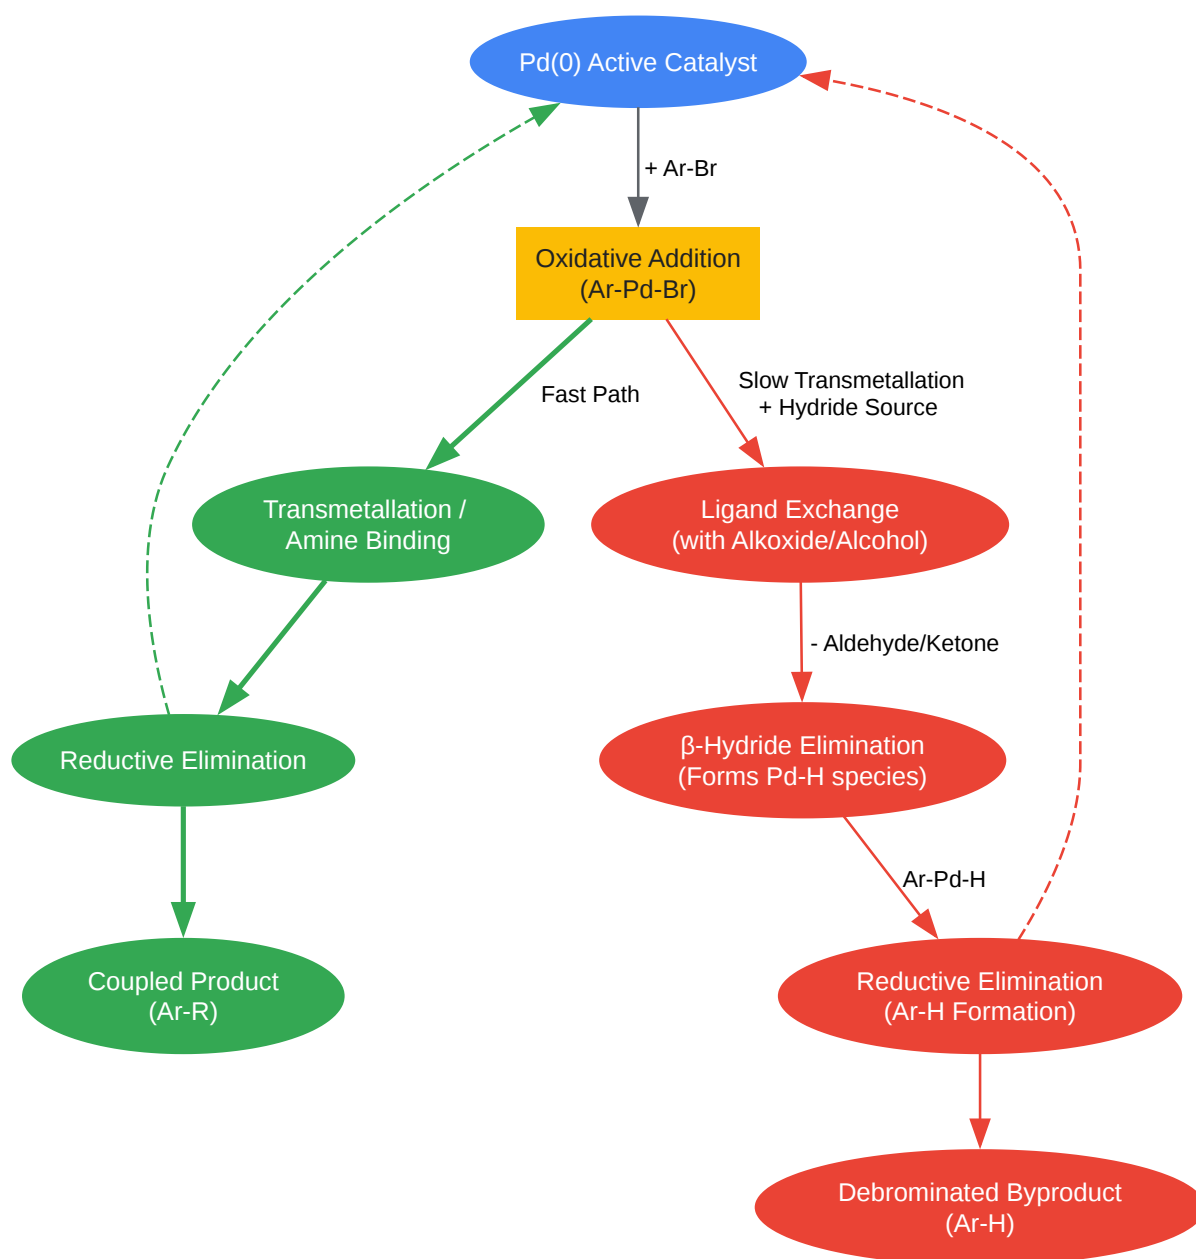 Pd(0) Active Catalyst
+ Ar-Br
Oxidative Addition
(Ar-Pd-Br)
Fast Path
Slow Transmetallation
+ Hydride Source
Transmetallation /
Amine Binding
Ligand Exchange
(with Alkoxide/Alcohol)
- Aldehyde/Ketone
Reductive Elimination
β-Hydride Elimination
(Forms Pd-H species)
Ar-Pd-H
Coupled Product
(Ar-R)
Reductive Elimination
(Ar-H Formation)
Debrominated Byproduct
(Ar-H)